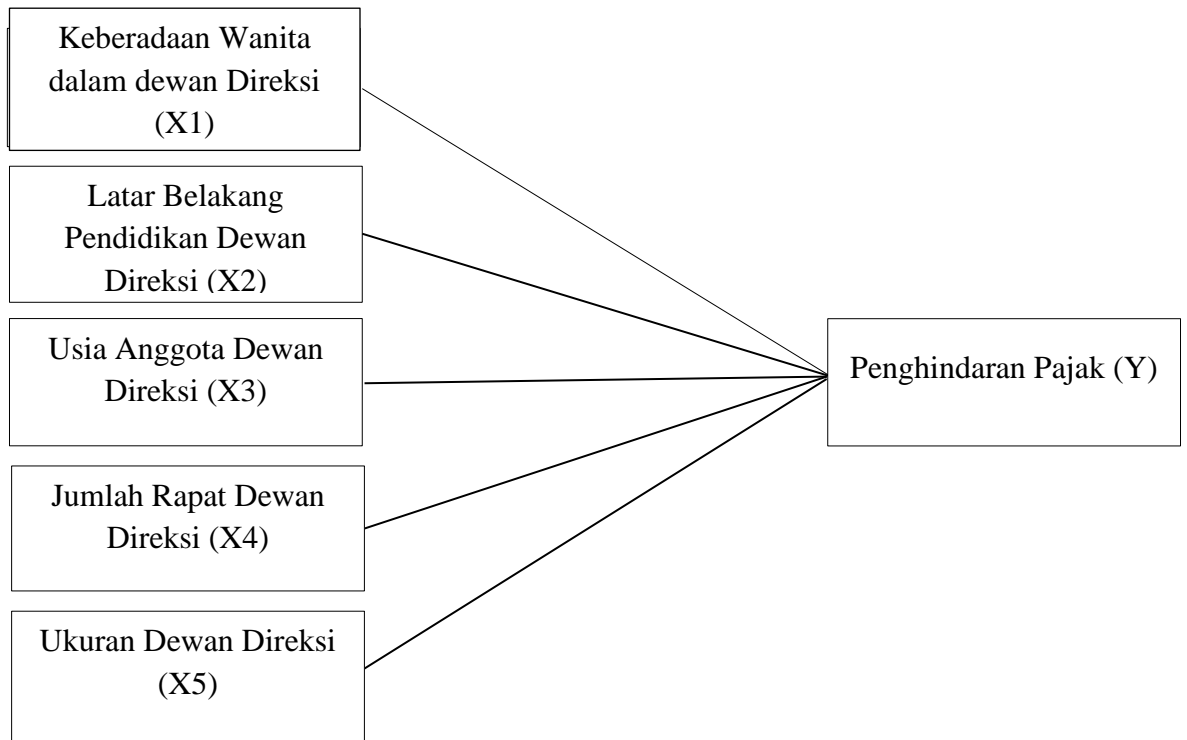 Keberadaan Wanita
dalam dewan Direksi
(X1)
Latar Belakang
Pendidikan Dewan
Direksi (X2)
Usia Anggota Dewan
Direksi (X3)
Penghindaran Pajak (Y)
Jumlah Rapat Dewan
Direksi (X4)
Ukuran Dewan Direksi
(X5)